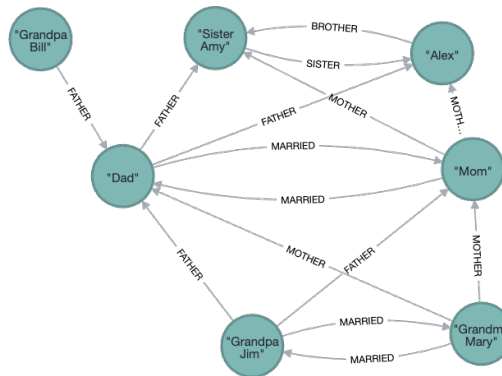 "Grandpa
Bill"
"Sister
Amy"
BROTHER
SISTER
"Alex"
FATHER
FATHER
MOTHER
MOTH...
FATHER
MARRIED
"Dad"
"Mom"
MARRIED
MOTHER
FATHER
MOTHER
FATHER
"Grandpa
Jim"
MARRIED
MARRIED
"Grandm
Mary"